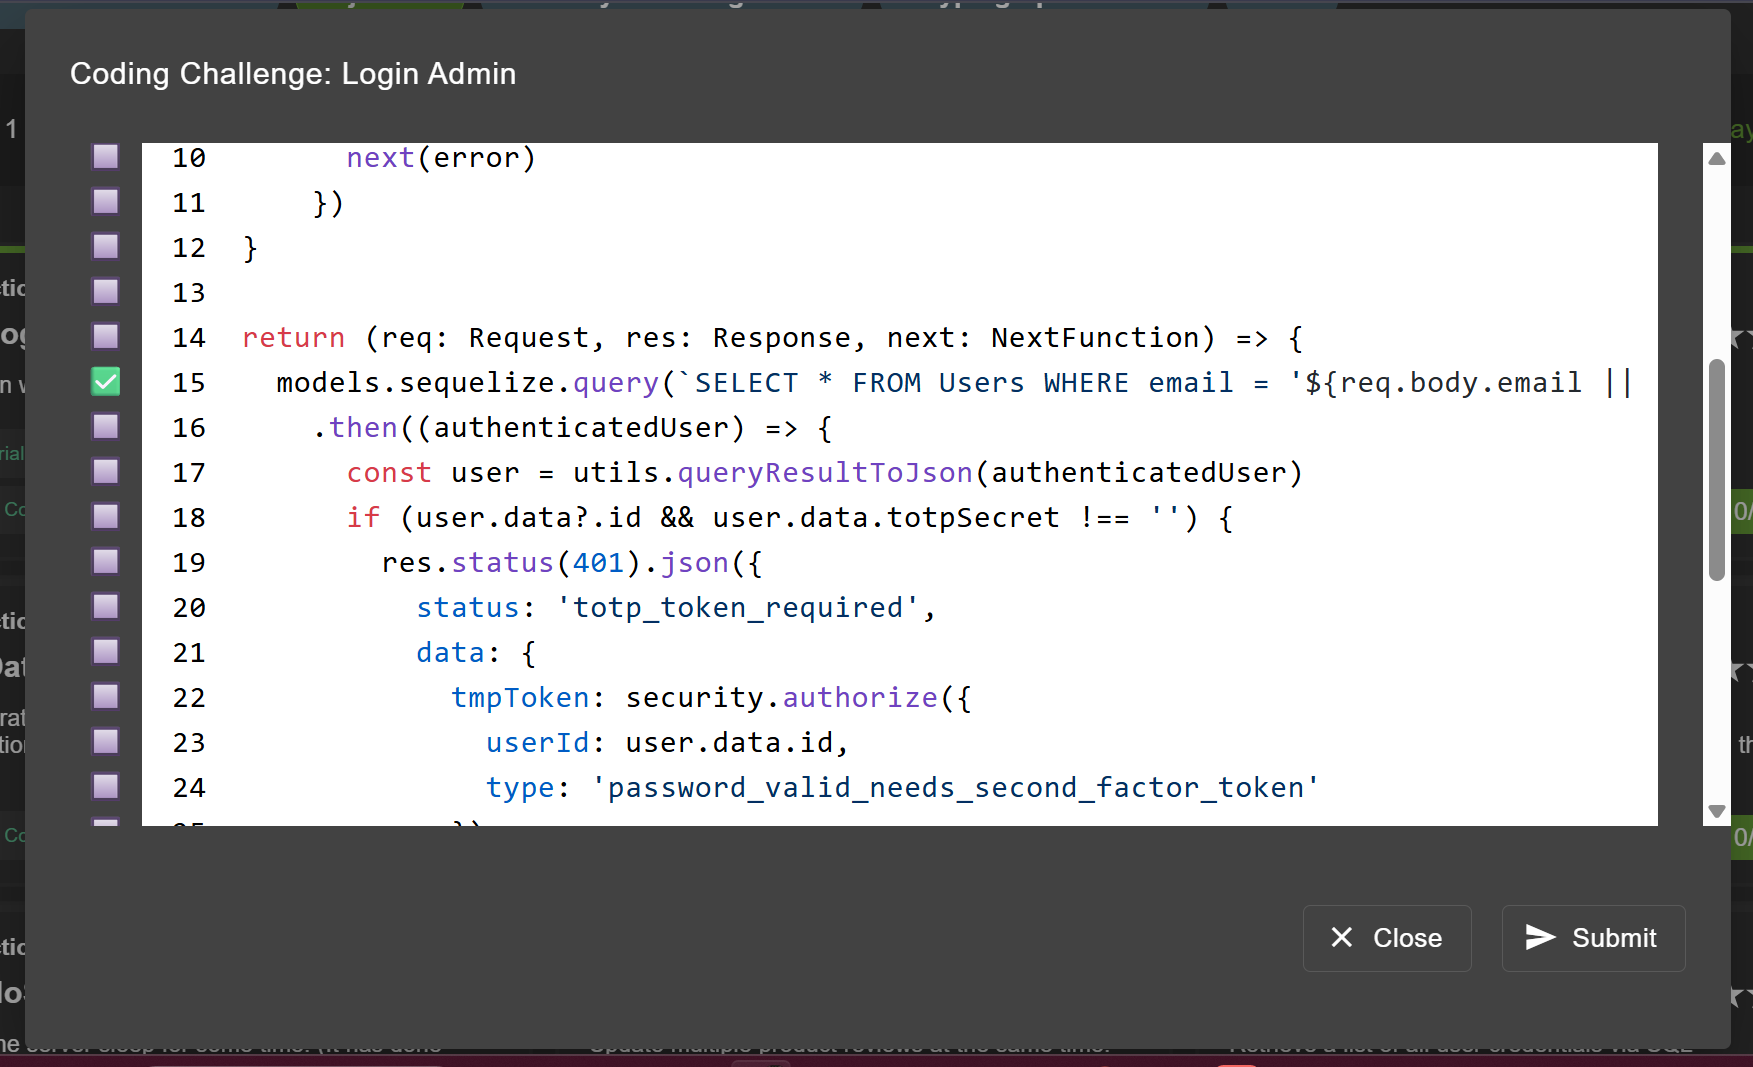 Coding Challenge: Login Admin
1
10 next(error)
11 })
12 }
13
14 return (req: Request, res: Response, next: NextFunction) => {
15 models.sequelize.query(`SELECT * FROM Users WHERE email = '${req.body.email ||
16 .then((authenticatedUser) => {
17 const user = utils.queryResultToJson(authenticatedUser)
18 if (user.data?.id && user.data.totpSecret !== '') {
19 res.status(401).json({
20 status: 'totp_token_required',
21 data: {
22 tmpToken: security.authorize({
23 userId: user.data.id,
24 type: 'password_valid_needs_second_factor_token'
Close
Submit